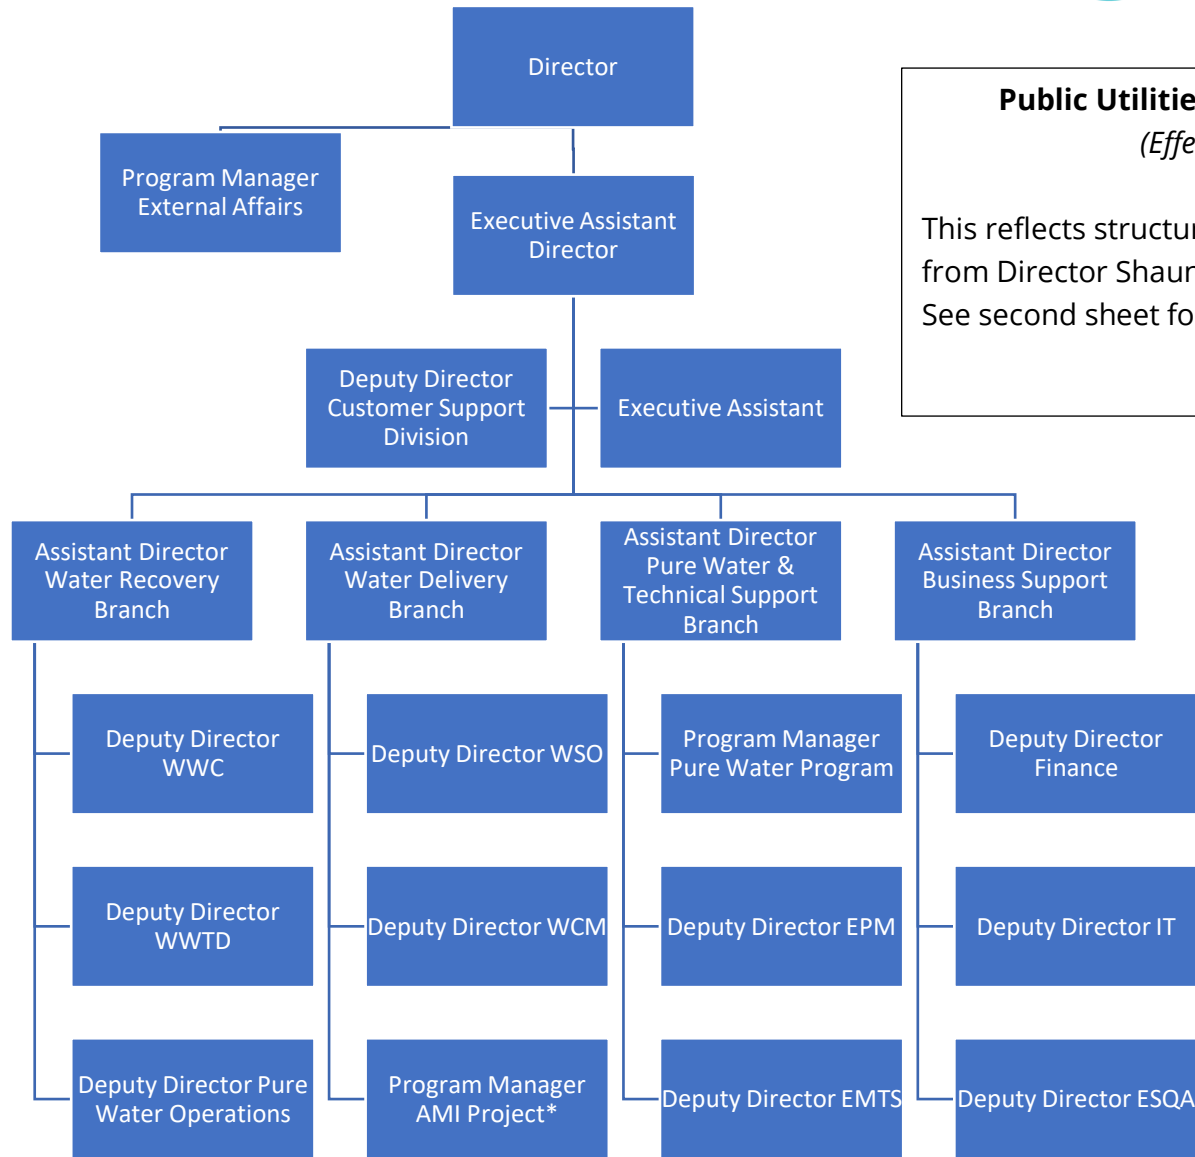 Director
Public Utilitie
(Effe
This reflects structur
from Director Shaun
See second sheet fo
Program Manager
External Affairs
Executive Assistant
Director
Deputy Director
Customer Support
Division
Executive Assistant
Assistant Director
Water Recovery
Branch
Assistant Director
Water Delivery
Branch
Assistant Director
Pure Water &
Technical Support
Branch
Assistant Director
Business Support
Branch
Deputy Director
WWC
Deputy Director WSO
Program Manager
Pure Water Program
Deputy Director
Finance
Deputy Director
WWTD
Deputy Director WCM
Deputy Director EPM
Deputy Director IT
Deputy Director Pure
Water Operations
Program Manager
AMI Project*
Deputy Director EMTS
Deputy Director ESQA